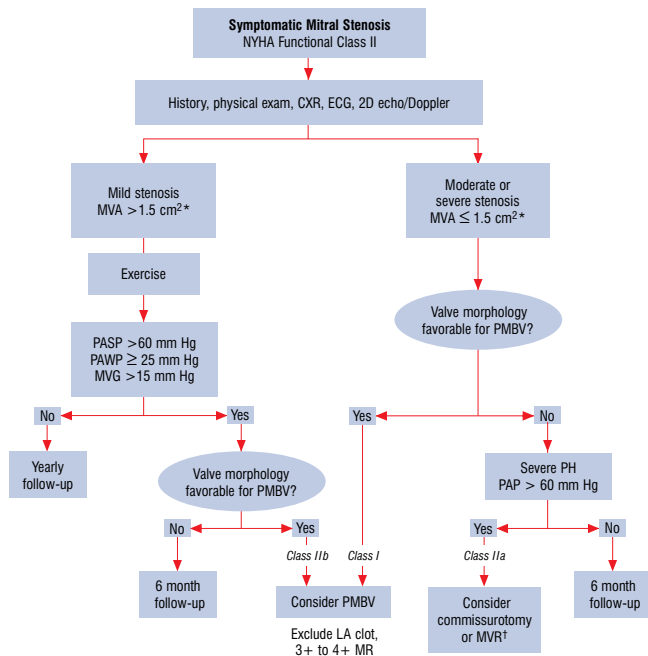 Symptomatic Mitral Stenosis
NYHA Functional Class II
History, physical exam, CXR, ECG, 2D echo/Doppler
Mild stenosis
MVA >1.5 cm²*
Moderate or
severe stenosis
MVA ≤ 1.5 cm²*
Exercise
Valve morphology
favorable for PMBV?
PASP >60 mm Hg
PAWP ≥ 25 mm Hg
MVG >15 mm Hg
No
Yes
Yes
No
Yearly
follow-up
Valve morphology
favorable for PMBV?
Severe PH
PAP > 60 mm Hg
No
Yes
Yes
No
Class IIb
Class I
Class IIa
6 month
follow-up
Consider PMBV
Consider
commissurotomy
or MVR†
6 month
follow-up
Exclude LA clot,
3+ to 4+ MR